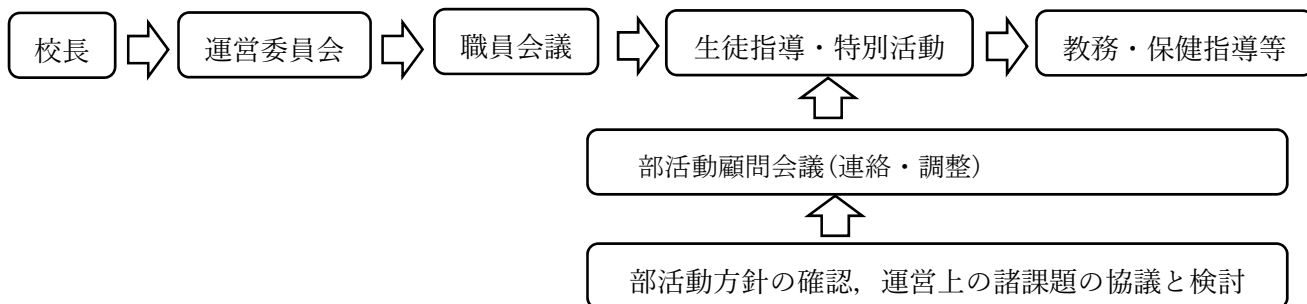 校長
運営委員会
職員会議
生徒指導・特別活動
教務・保健指導等
部活動顧問会議(連絡・調整)
部活動方針の確認，運営上の諸課題の協議と検討